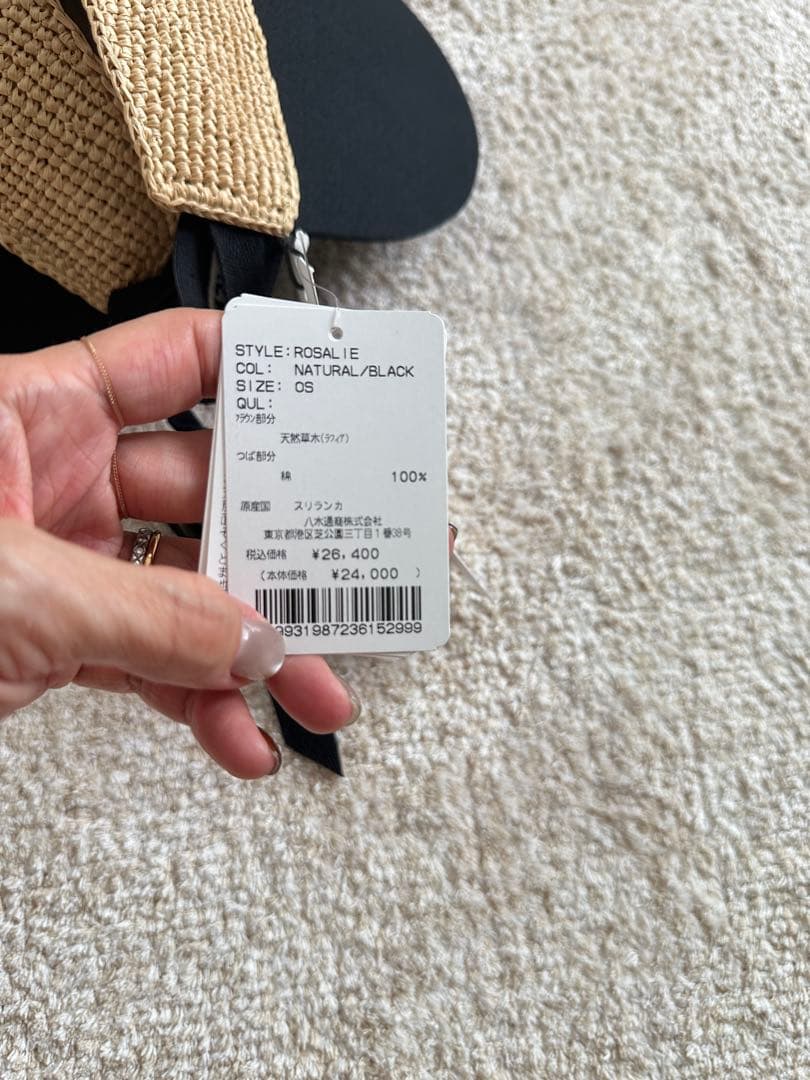 STYLE:ROSALIE
COL: NATURAL/BLACK
SIZE: OS
QUL:
クラウン部分
天然草木(ラフィア)
つば部分
綿 100%
原産国 スリランカ
八木通商株式会社
東京都港区芝公園三丁目1番38号
税込価格 ¥26,400
(本体価格 ¥24,000 )
9931987236152999